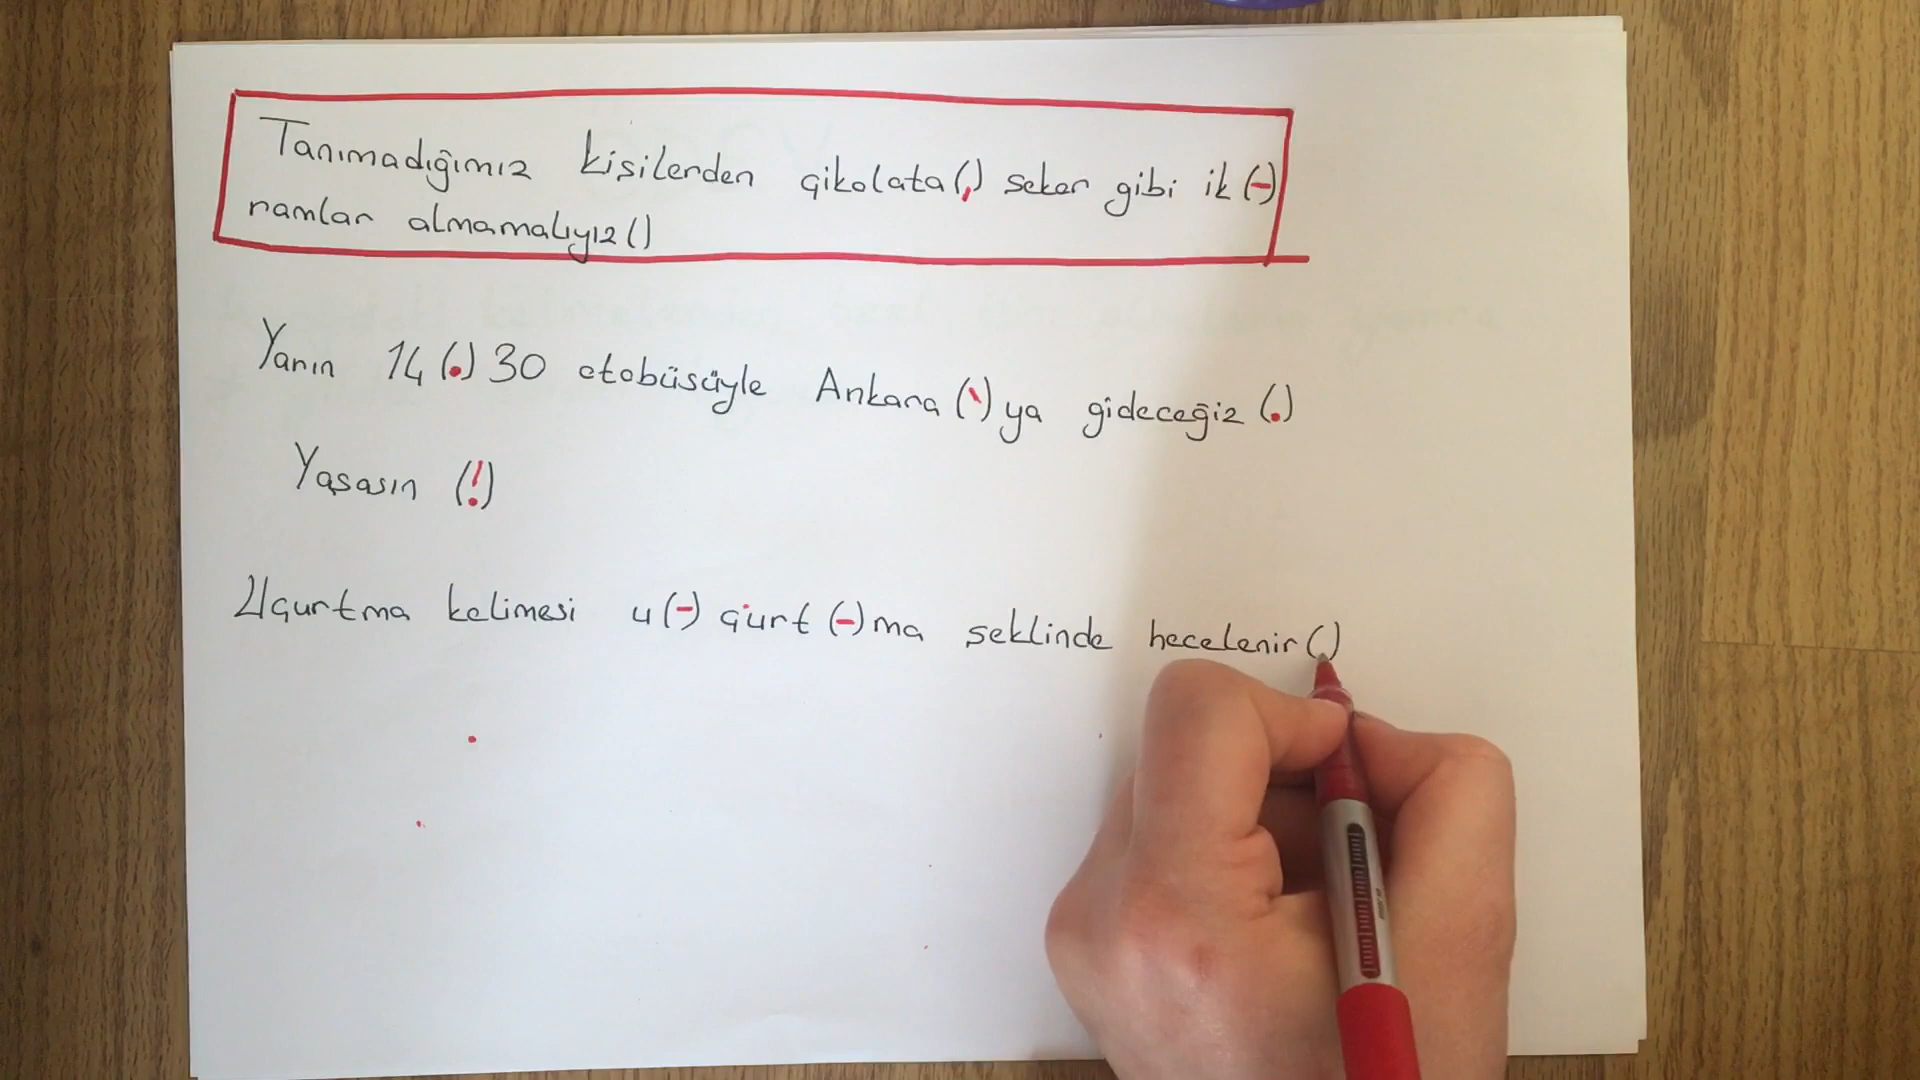 Tanımadığımız kişilerden çikolata(,) seker gibi ik(-)
ramlar almamalıyız()
Yarın 14(.)30 otobüsüyle Ankara(')ya gideceğiz(.)
Yaşasın (!)
Uçurtma kelimesi u(-)çurt(-)ma şeklinde hecelenir()